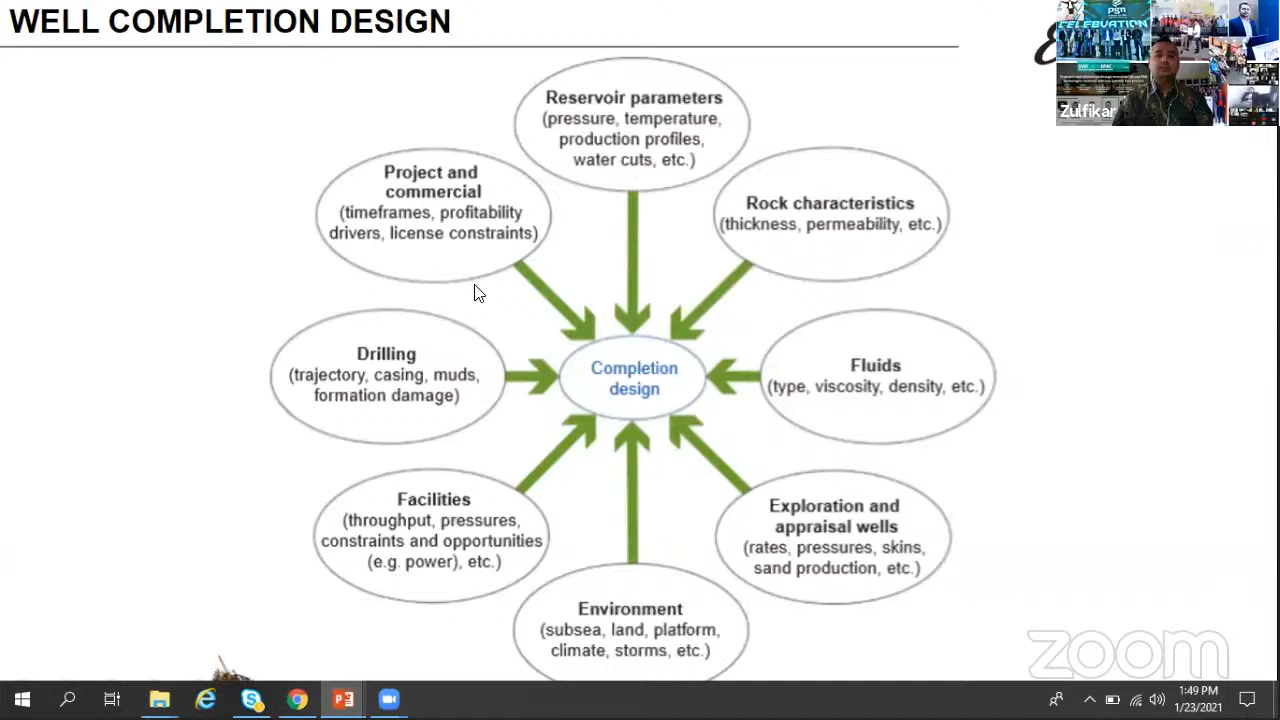 WELL COMPLETION DESIGN
pgn
CELEBRATION
Zulfikar
Reservoir parameters
(pressure, temperature,
production profiles,
water cuts, etc.)
Project and
commercial
(timeframes, profitability
drivers, license constraints)
Rock characteristics
(thickness, permeability, etc.)
Drilling
(trajectory, casing, muds,
formation damage)
Completion
design
Fluids
(type, viscosity, density, etc.)
Facilities
(throughput, pressures,
constraints and opportunities
(e.g. power), etc.)
Exploration and
appraisal wells
(rates, pressures, skins,
sand production, etc.)
Environment
(subsea, land, platform,
climate, storms, etc.)
zoom
1:49 PM
1/23/2021